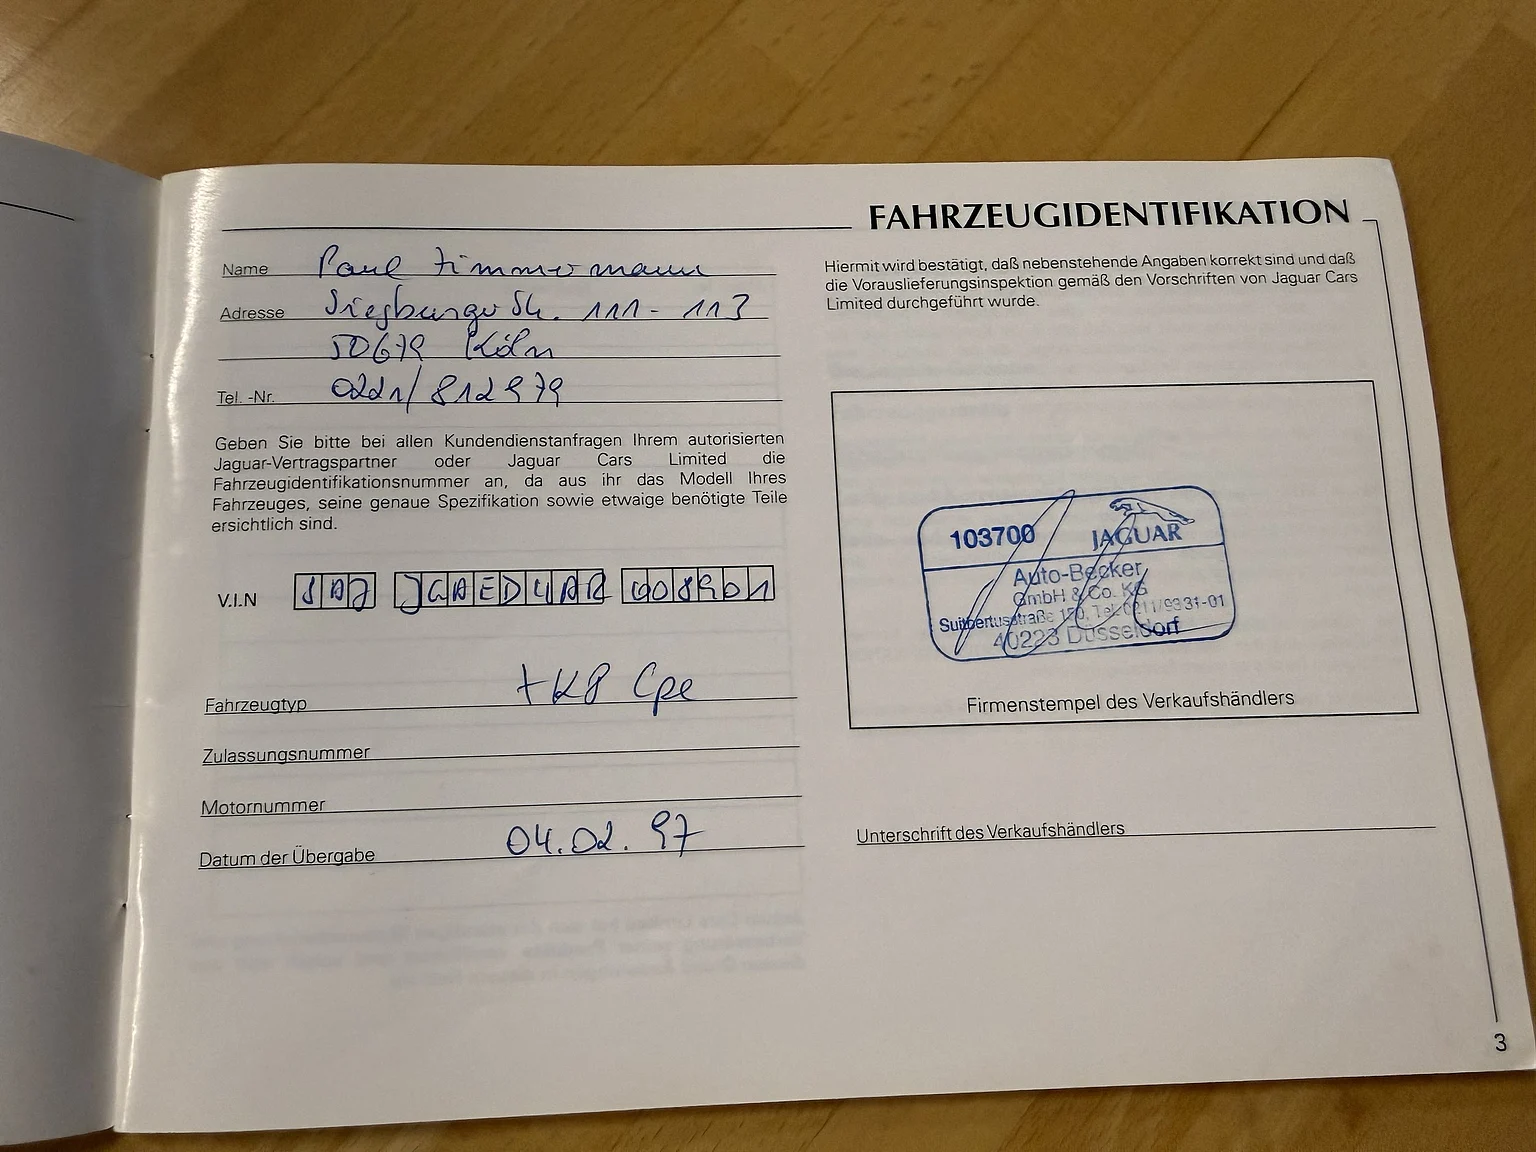 FAHRZEUGIDENTIFIKATION
Name Paul Zimmermann
Adresse Siegburger Str. 111 - 113
50679 Köln
Tel. -Nr. 0221/812979
Geben Sie bitte bei allen Kundendienstanfragen Ihrem autorisierten
Jaguar-Vertragspartner oder Jaguar Cars Limited die
Fahrzeugidentifikationsnummer an, da aus ihr das Modell Ihres
Fahrzeuges, seine genaue Spezifikation sowie etwaige benötigte Teile
ersichtlich sind.
V.I.N SAJ
Fahrzeugtyp XK8 Cpe
Zulassungsnummer
Motornummer
Datum der Übergabe 04.02.97
Hiermit wird bestätigt, daß nebenstehende Angaben korrekt sind und daß
die Vorauslieferungsinspektion gemäß den Vorschriften von Jaguar Cars
Limited durchgeführt wurde.
103700 JAGUAR
Auto-Becker
GmbH & Co. KG
Suitbertusstraße 150, Tel. 0211/9331-01
40223 Düsseldorf
Firmenstempel des Verkaufshändlers
Unterschrift des Verkaufshändlers
3